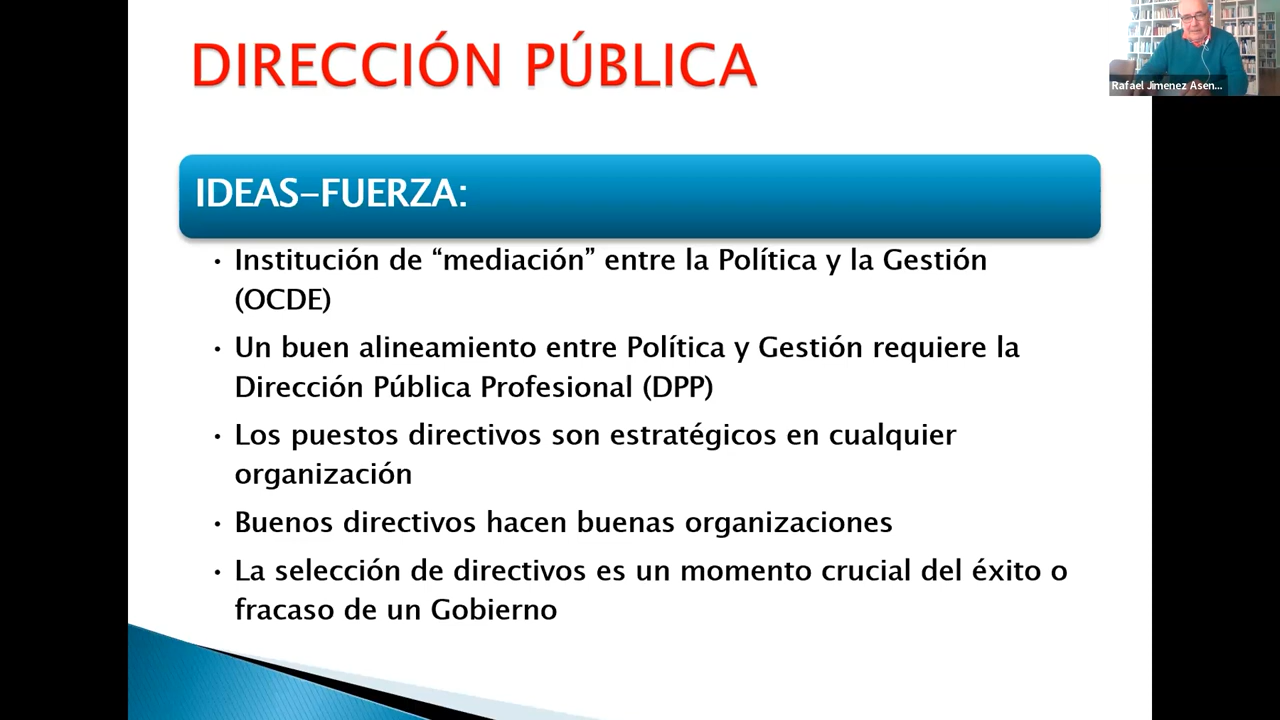 DIRECCIÓN PÚBLICA
Rafael Jimenez Asen...
IDEAS-FUERZA:
• Institución de “mediación” entre la Política y la Gestión
(OCDE)
• Un buen alineamiento entre Política y Gestión requiere la
Dirección Pública Profesional (DPP)
• Los puestos directivos son estratégicos en cualquier
organización
• Buenos directivos hacen buenas organizaciones
• La selección de directivos es un momento crucial del éxito o
fracaso de un Gobierno